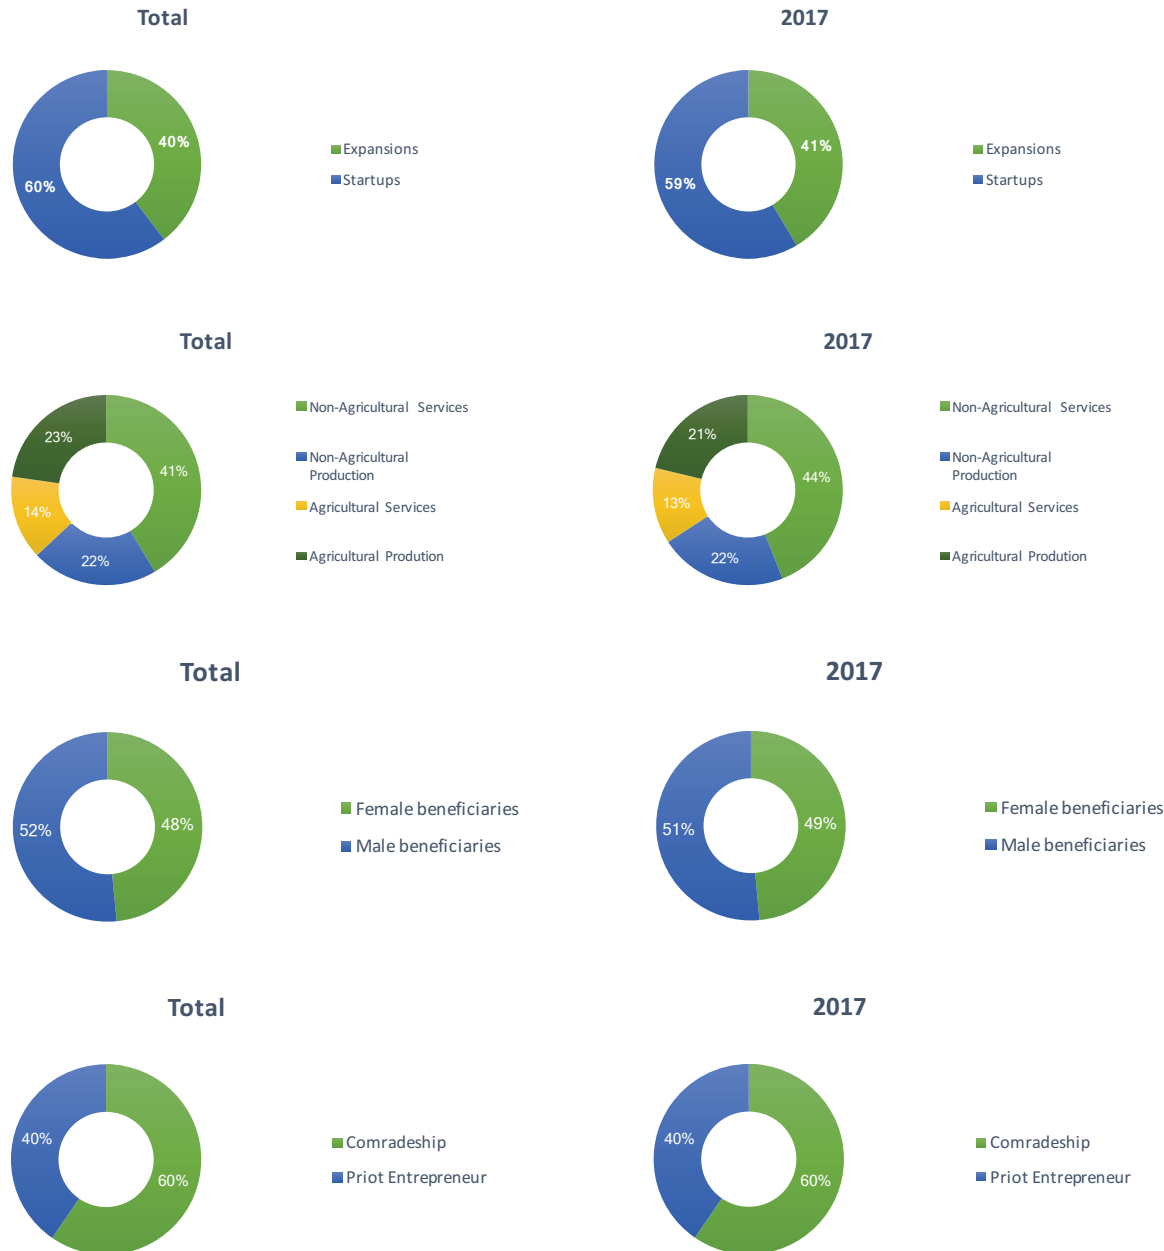 Total
40%
60%
Expansions
Startups
2017
41%
59%
Expansions
Startups
Total
23%
41%
14%
22%
Non-Agricultural Services
Non-Agricultural
Production
Agricultural Services
Agricultural Prodution
2017
21%
44%
13%
22%
Non-Agricultural Services
Non-Agricultural
Production
Agricultural Services
Agricultural Prodution
Total
52%
48%
Female beneficiaries
Male beneficiaries
2017
51%
49%
Female beneficiaries
Male beneficiaries
Total
40%
60%
Comradeship
Priot Entrepreneur
2017
40%
60%
Comradeship
Priot Entrepreneur